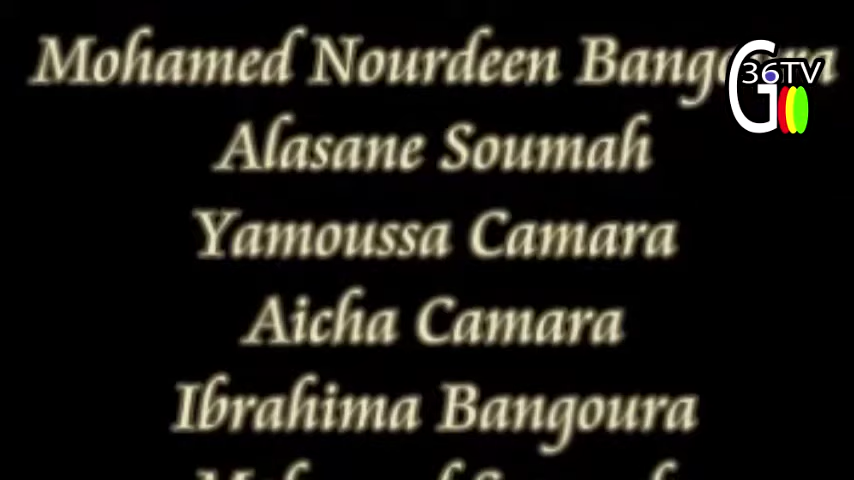 Mohamed Nourdeen Bangoura
36TV
G
Alasane Soumah
Yamoussa Camara
Aicha Camara
Ibrahima Bangoura